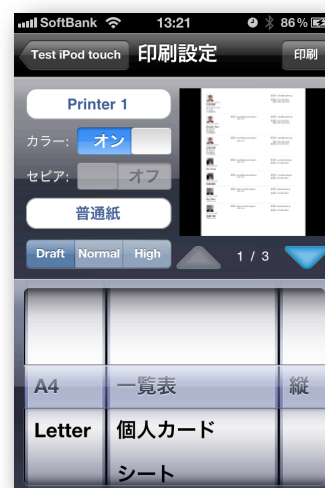 SoftBank 13:21 86%
Test iPod touch 印刷設定 印刷
Printer 1
カラー: オン
セピア: オフ
普通紙
Draft Normal High 1 / 3
A4 一覧表 縦
Letter 個人カード
シート